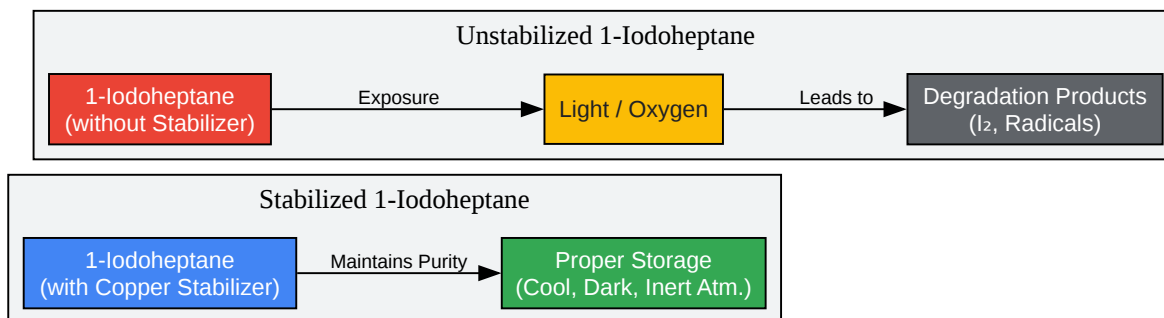 Unstabilized 1-Iodoheptane
1-Iodoheptane
(without Stabilizer)
Exposure
Light / Oxygen
Leads to
Degradation Products
(I₂, Radicals)
Stabilized 1-Iodoheptane
1-Iodoheptane
(with Copper Stabilizer)
Maintains Purity
Proper Storage
(Cool, Dark, Inert Atm.)